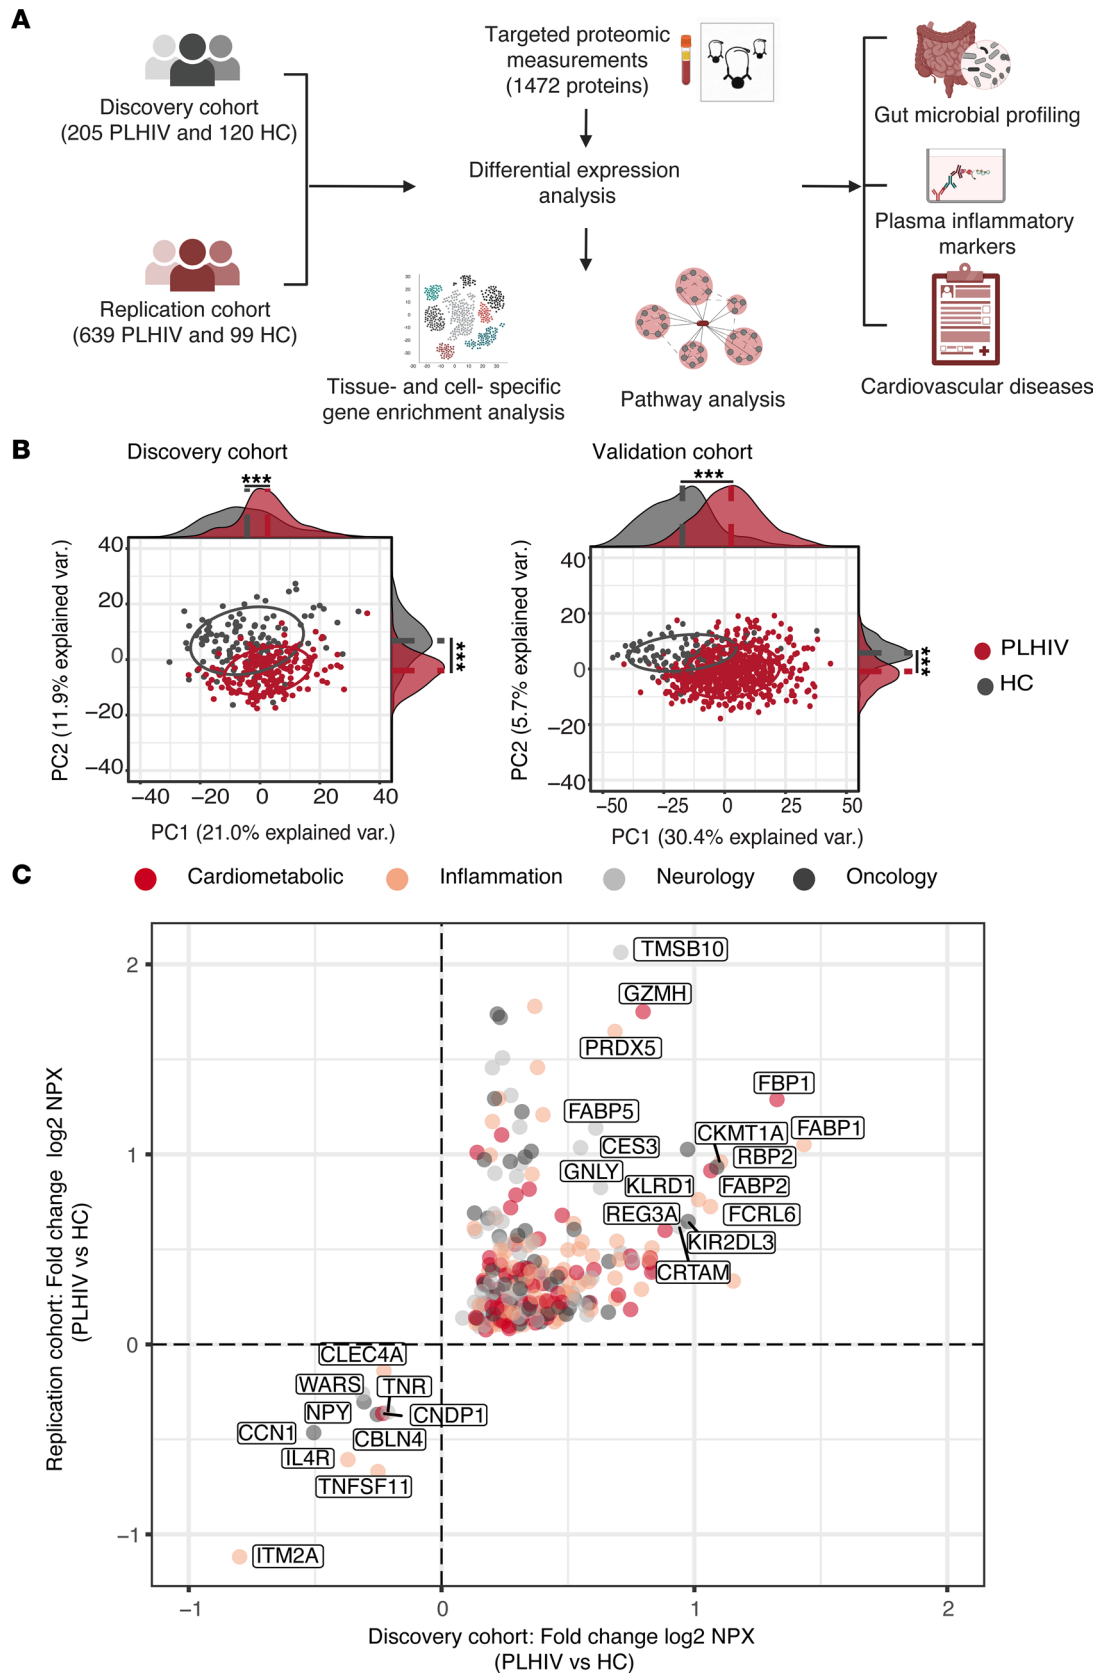 A
Discovery cohort
(205 PLHIV and 120 HC)
Replication cohort
(639 PLHIV and 99 HC)
Targeted proteomic
measurements
(1472 proteins)
Differential expression
analysis
Tissue- and cell- specific
gene enrichment analysis
Pathway analysis
Gut microbial profiling
Plasma inflammatory
markers
Cardiovascular diseases
B
Discovery cohort
***
***
40
20
0
−20
−40
PC2 (11.9% explained var.)
−40 −20 0 20 40
PC1 (21.0% explained var.)
Validation cohort
***
***
40
20
0
−20
−40
PC2 (5.7% explained var.)
−50 −25 0 25 50
PC1 (30.4% explained var.)
PLHIV
HC
C
Cardiometabolic Inflammation Neurology Oncology
Replication cohort: Fold change log2 NPX
(PLHIV vs HC)
2
1
0
−1
TMSB10
GZMH
PRDX5
FBP1
FABP5
FABP1
CKMT1A
CES3
RBP2
GNLY
KLRD1
FABP2
REG3A
FCRL6
KIR2DL3
CRTAM
CLEC4A
WARS
TNR
NPY
CNDP1
CCN1
CBLN4
IL4R
TNFSF11
ITM2A
−1 0 1 2
Discovery cohort: Fold change log2 NPX
(PLHIV vs HC)